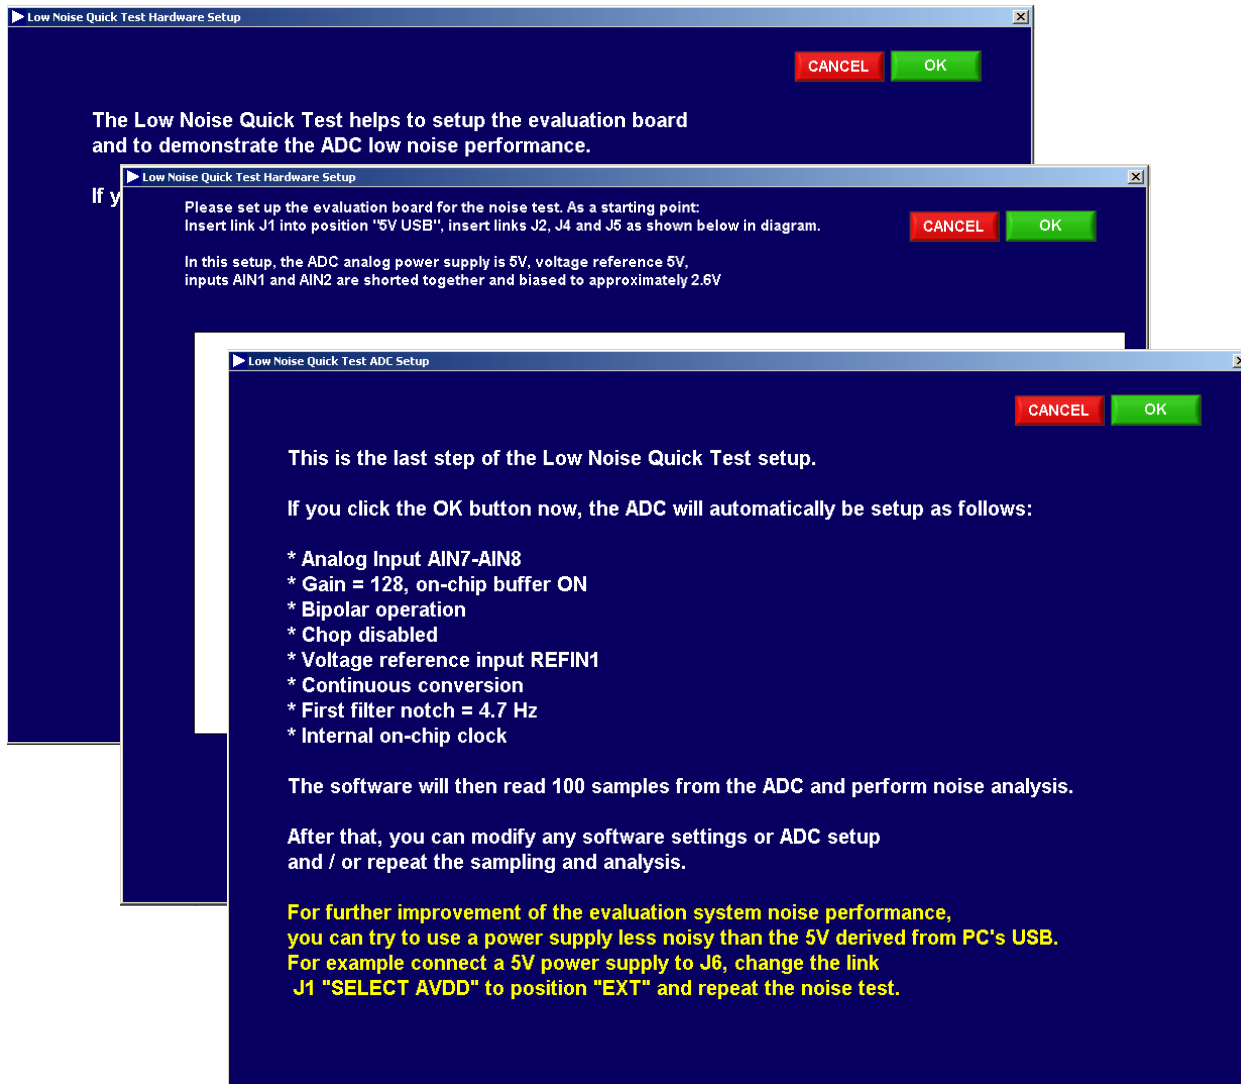 Low Noise Quick Test Hardware Setup
CANCEL OK
The Low Noise Quick Test helps to setup the evaluation board
and to demonstrate the ADC low noise performance.
If y
Low Noise Quick Test Hardware Setup
Please set up the evaluation board for the noise test. As a starting point:
Insert link J1 into position "5V USB", insert links J2, J4 and J5 as shown below in diagram.
CANCEL OK
In this setup, the ADC analog power supply is 5V, voltage reference 5V,
inputs AIN1 and AIN2 are shorted together and biased to approximately 2.6V
Low Noise Quick Test ADC Setup
CANCEL OK
This is the last step of the Low Noise Quick Test setup.
If you click the OK button now, the ADC will automatically be setup as follows:
* Analog Input AIN7-AIN8
* Gain = 128, on-chip buffer ON
* Bipolar operation
* Chop disabled
* Voltage reference input REFIN1
* Continuous conversion
* First filter notch = 4.7 Hz
* Internal on-chip clock
The software will then read 100 samples from the ADC and perform noise analysis.
After that, you can modify any software settings or ADC setup
and / or repeat the sampling and analysis.
For further improvement of the evaluation system noise performance,
you can try to use a power supply less noisy than the 5V derived from PC's USB.
For example connect a 5V power supply to J6, change the link
J1 "SELECT AVDD" to position "EXT" and repeat the noise test.